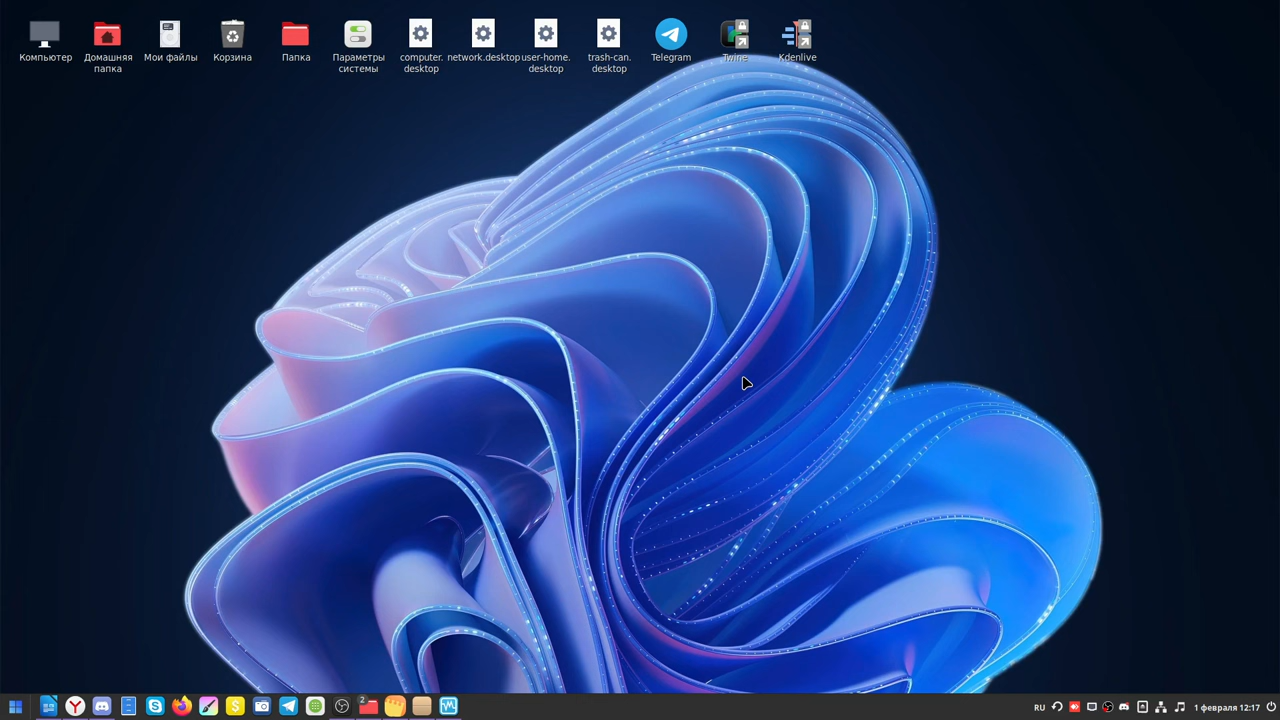 Компьютер
Домашняя
папка
Мои файлы
Корзина
Папка
Параметры
системы
computer.
desktop
network.desktop
user-home.
desktop
trash-can.
desktop
Telegram
Twine
Kdenlive
2
RU
1 февраля 12:17